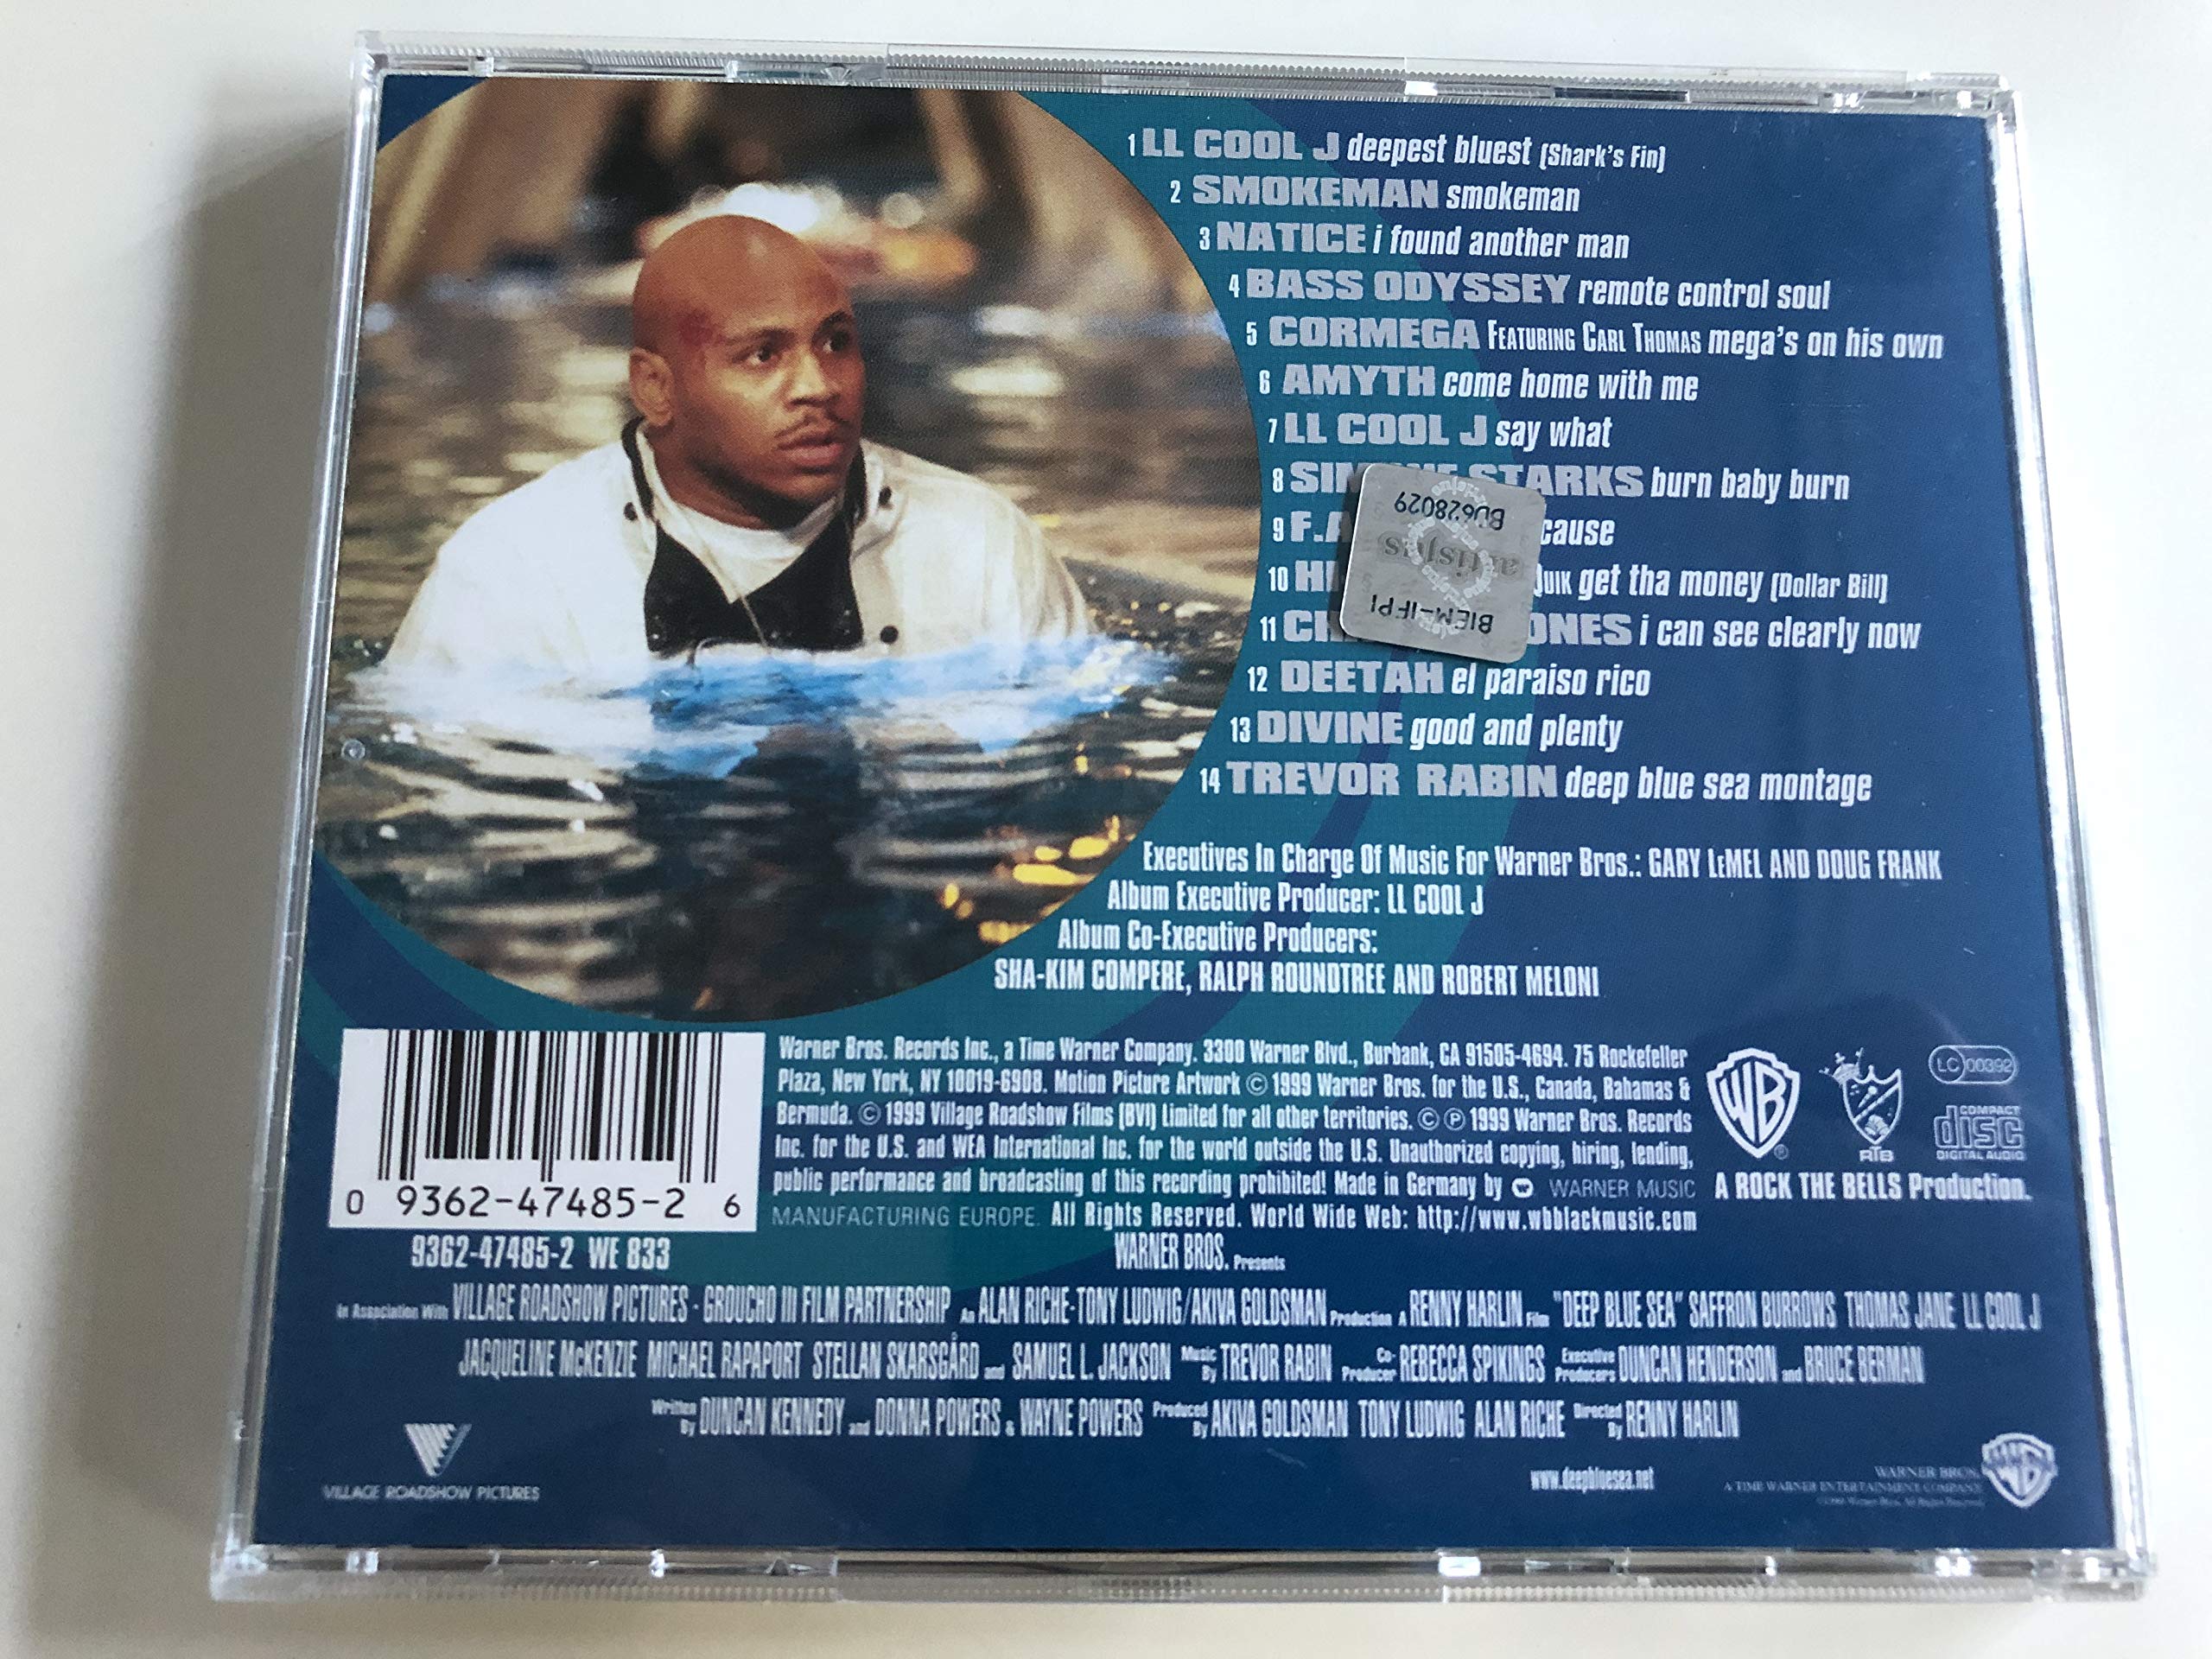 1 LL COOL J deepest bluest (Shark's Fin)
2 SMOKEMAN smokeman
3 NATICE i found another man
4 BASS ODYSSEY remote control soul
5 CORMEGA FEATURING CARL THOMAS mega's on his own
6 AMYTH come home with me
7 LL COOL J say what
8 STARKS burn baby burn
9 F.A cause
10 get tha money (Dollar Bill)
11 i can see clearly now
12 DEETAH el paraiso rico
13 DIVINE good and plenty
14 TREVOR RABIN deep blue sea montage
BU628029
artisjus
BIEM-IFPI
Executives In Charge Of Music For Warner Bros.: GARY LeMEL AND DOUG FRANK
Album Executive Producer: LL COOL J
Album Co-Executive Producers:
SHA-KIM COMPERE, RALPH ROUNDTREE AND ROBERT MELONI
0 9362-47485-2 6
9362-47485-2 WE 833
Warner Bros. Records Inc., a Time Warner Company. 3300 Warner Blvd., Burbank, CA 91505-4694. 75 Rockefeller
Plaza, New York, NY 10019-6908. Motion Picture Artwork © 1999 Warner Bros. for the U.S., Canada, Bahamas &
Bermuda. © 1999 Village Roadshow Films (BVI) Limited for all other territories. © ℗ 1999 Warner Bros. Records
Inc. for the U.S. and WEA International Inc. for the world outside the U.S. Unauthorized copying, hiring, lending,
public performance and broadcasting of this recording prohibited! Made in Germany by WARNER MUSIC
MANUFACTURING EUROPE. All Rights Reserved. World Wide Web: http://www.wbblackmusic.com
WB ®
RTB
LC 00392
COMPACT
disc
DIGITAL AUDIO
A ROCK THE BELLS Production.
WARNER BROS. Presents
In Association With VILLAGE ROADSHOW PICTURES - GROUCHO III FILM PARTNERSHIP An ALAN RICHE-TONY LUDWIG/AKIVA GOLDSMAN Production A RENNY HARLIN Film "DEEP BLUE SEA" SAFFRON BURROWS THOMAS JANE LL COOL J
JACQUELINE McKENZIE MICHAEL RAPAPORT STELLAN SKARSGÅRD and SAMUEL L. JACKSON Music By TREVOR RABIN Co-Producer REBECCA SPIKINGS Executive Producers DUNCAN HENDERSON and BRUCE BERMAN
Written By DUNCAN KENNEDY and DONNA POWERS & WAYNE POWERS Produced By AKIVA GOLDSMAN TONY LUDWIG ALAN RICHE Directed By RENNY HARLIN
VILLAGE ROADSHOW PICTURES
www.deepbluesea.net
WARNER BROS.
A TIME WARNER ENTERTAINMENT COMPANY
©1999 Warner Bros. All Rights Reserved